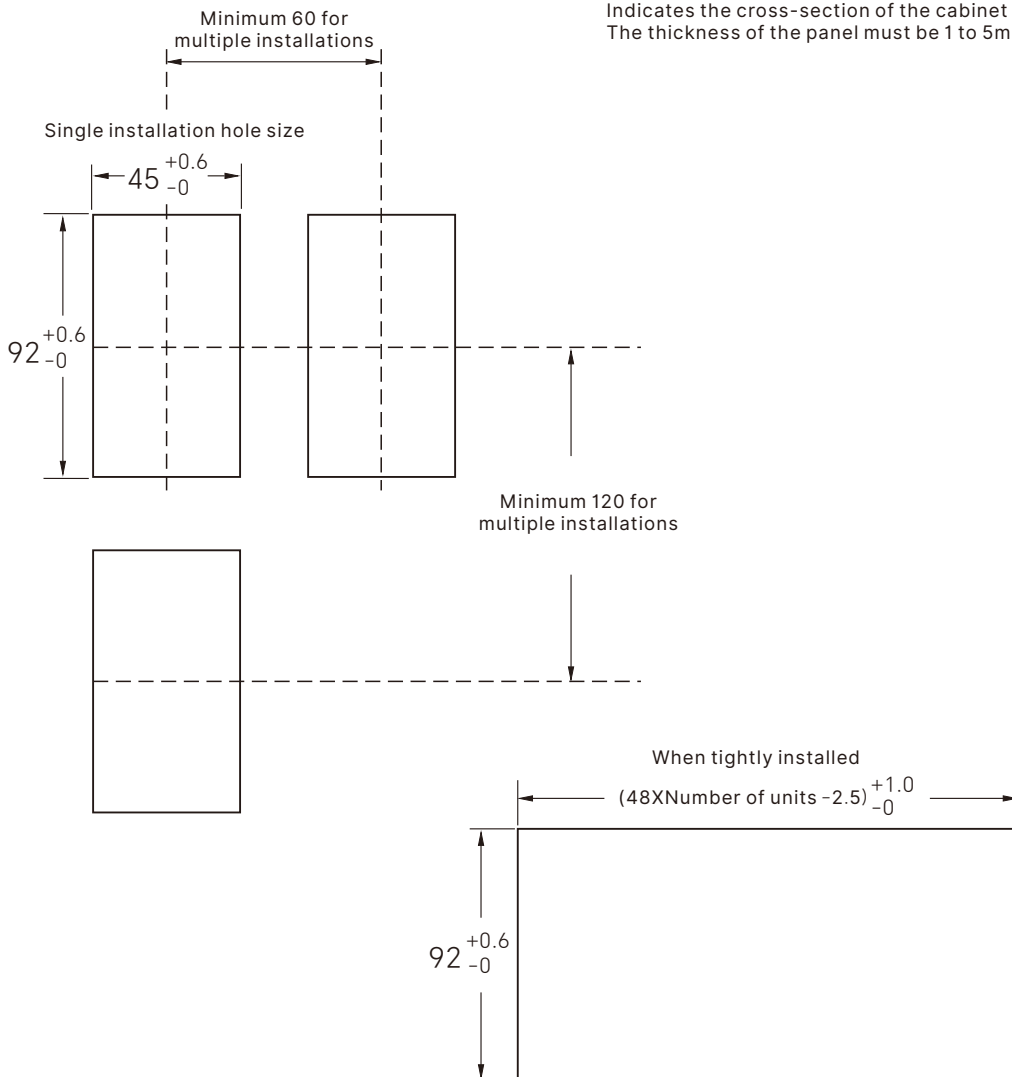 Minimum 60 for
multiple installations
Indicates the cross-section of the cabinet
The thickness of the panel must be 1 to 5m
Single installation hole size
45 +0.6 -0
92 +0.6 -0
Minimum 120 for
multiple installations
When tightly installed
(48XNumber of units -2.5) +1.0 -0
92 +0.6 -0